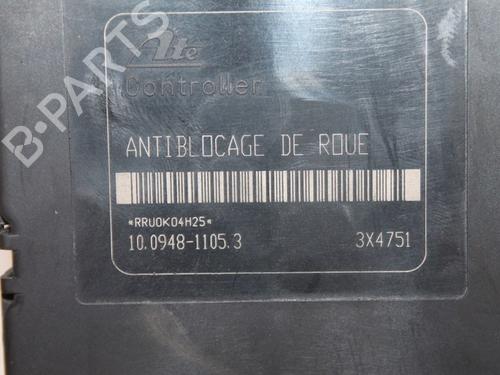 Ate
Controller
ANTIBLOCAGE DE ROUE
*RRU0K04H25*
10.0948-1105.3 3X4751
B-PARTS